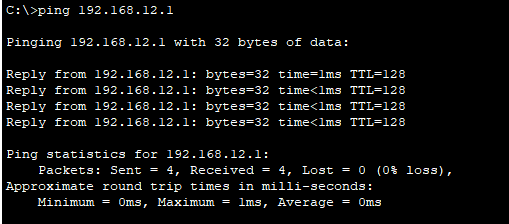 C:\>ping 192.168.12.1
Pinging 192.168.12.1 with 32 bytes of data:
Reply from 192.168.12.1: bytes=32 time=1ms TTL=128
Reply from 192.168.12.1: bytes=32 time<1ms TTL=128
Reply from 192.168.12.1: bytes=32 time<1ms TTL=128
Reply from 192.168.12.1: bytes=32 time<1ms TTL=128
Ping statistics for 192.168.12.1:
Packets: Sent = 4, Received = 4, Lost = 0 (0% loss),
Approximate round trip times in milli-seconds:
Minimum = 0ms, Maximum = 1ms, Average = 0ms